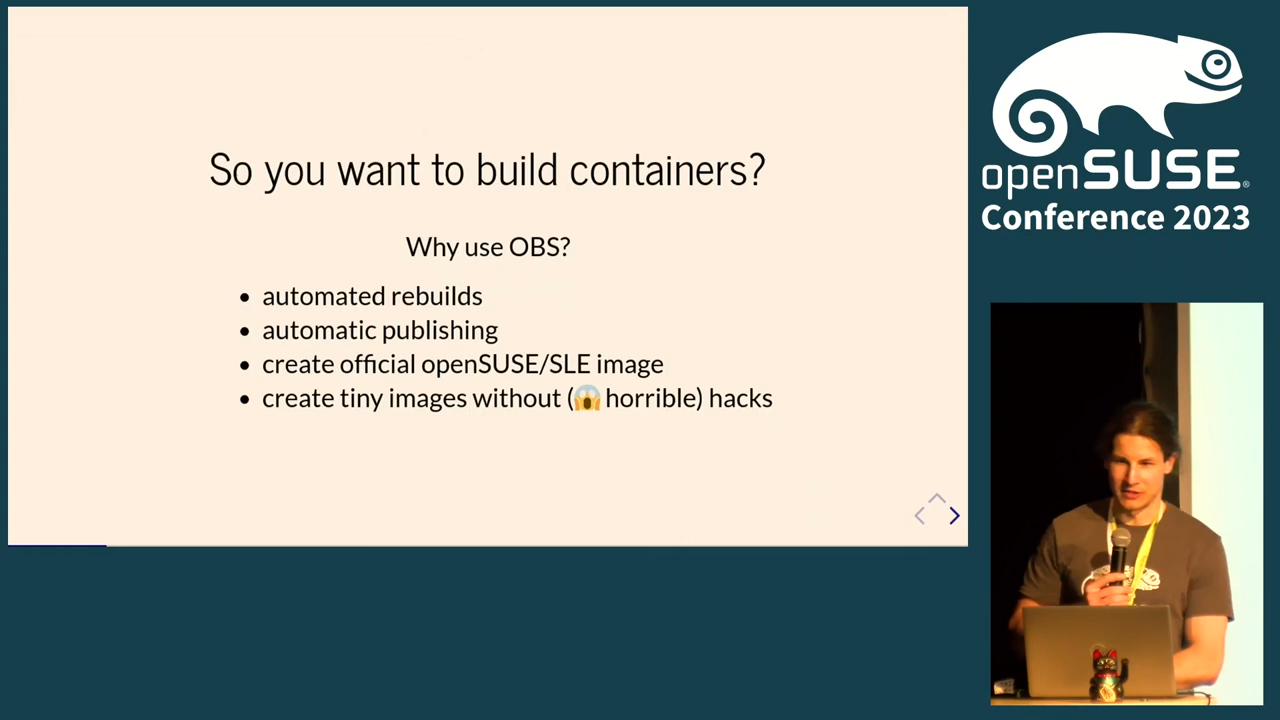 So you want to build containers?
Why use OBS?
automated rebuilds
automatic publishing
create official openSUSE/SLE image
create tiny images without (😱 horrible) hacks
openSUSE®
Conference 2023